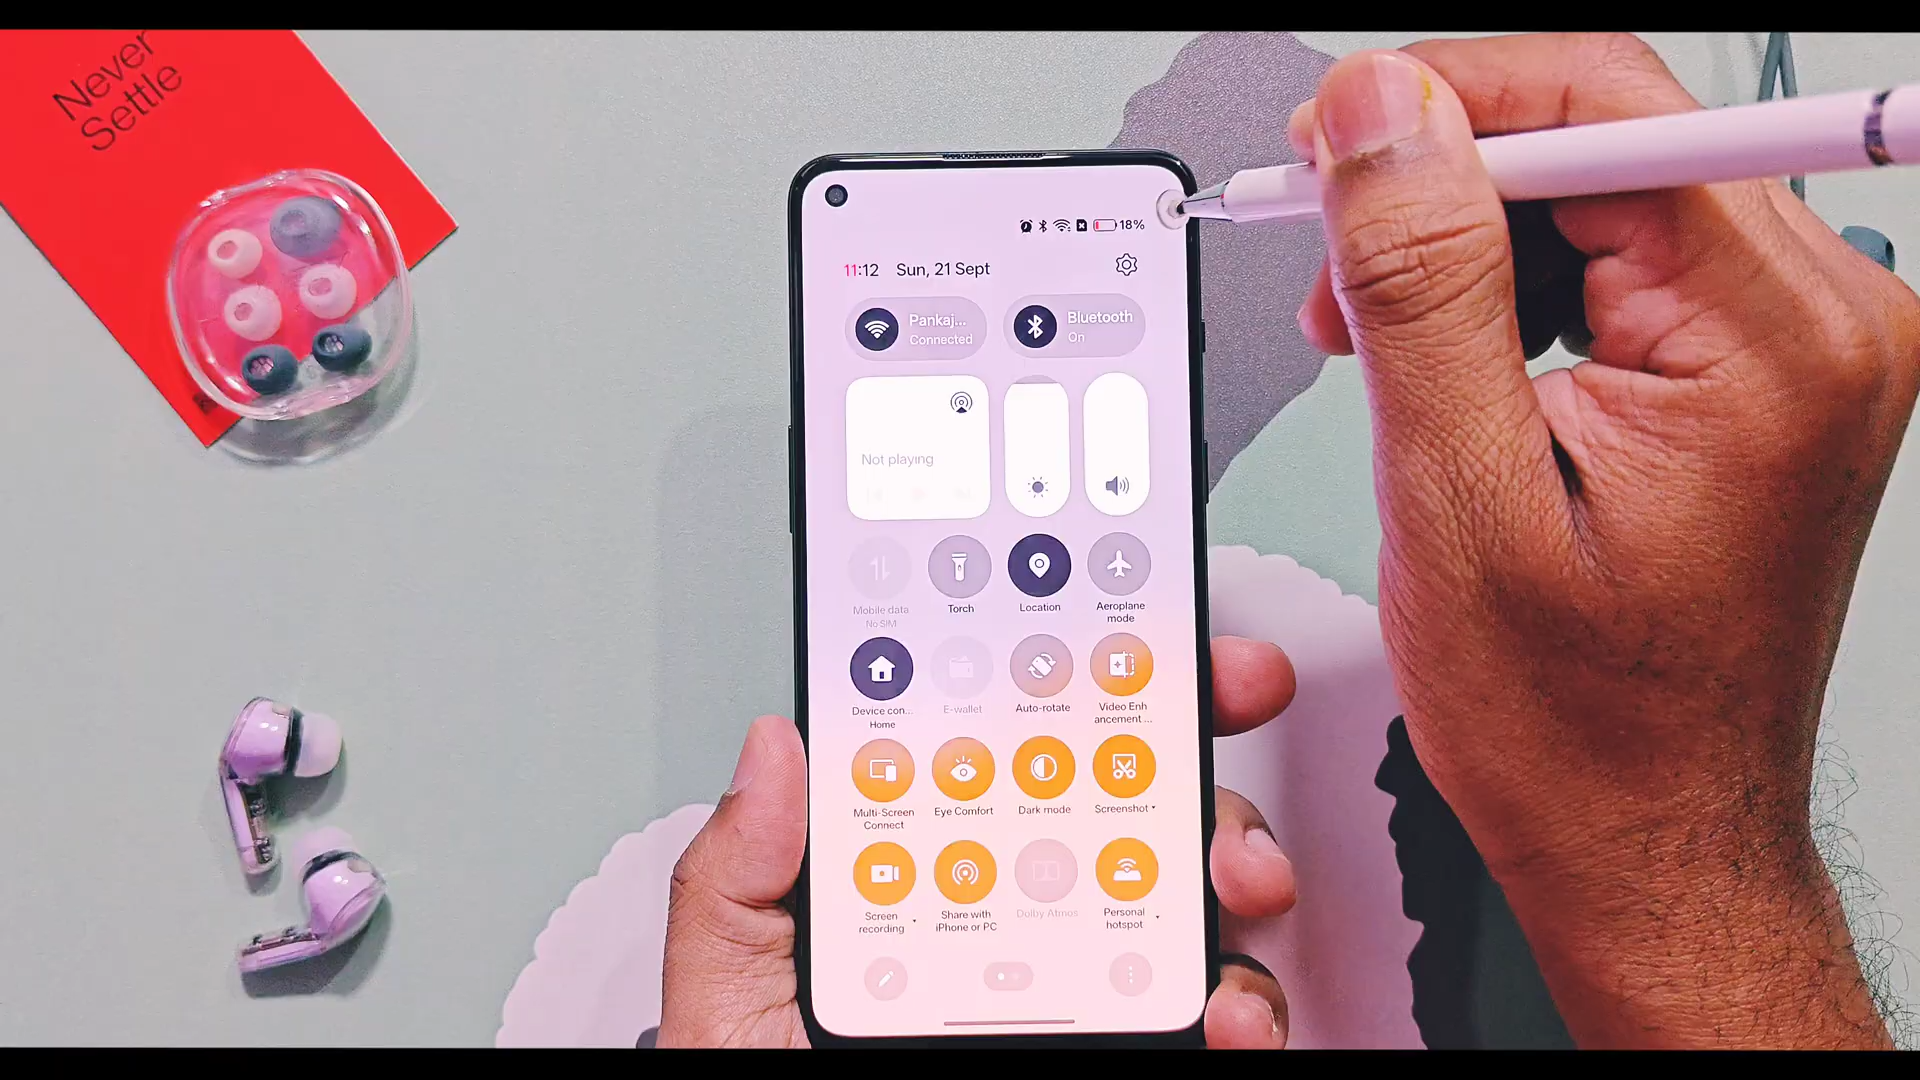 Never
Settle
18%
11:12 Sun, 21 Sept
Pankaj...
Connected
Bluetooth
On
Not playing
Mobile data
No SIM
Torch
Location
Aeroplane
mode
Device con...
Home
E-wallet
Auto-rotate
Video Enh
ancement ...
Multi-Screen
Connect
Eye Comfort
Dark mode
Screenshot
Screen
recording
Share with
iPhone or PC
Dolby Atmos
Personal
hotspot